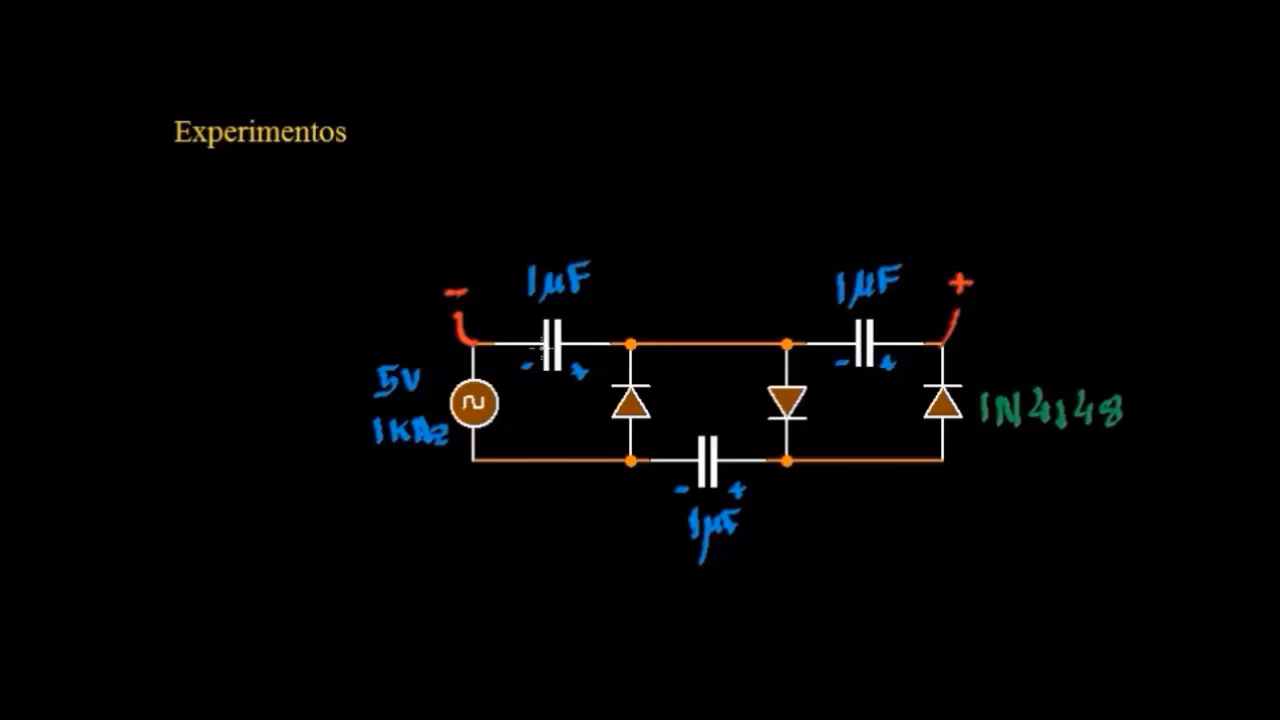 Experimentos
- 1µF 1µF +
- + - +
5V
1KHz
1N4148
- +
1µF